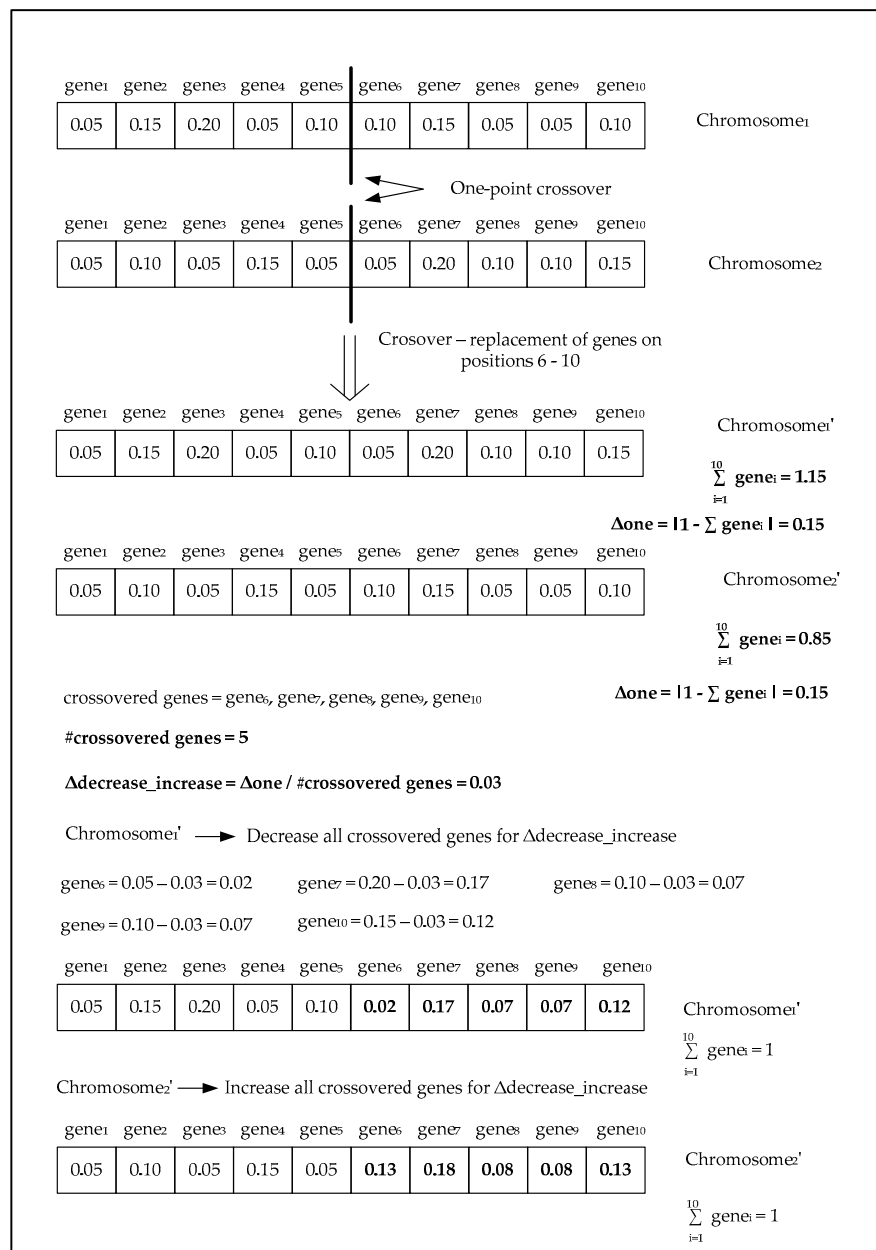 gene1 gene2 gene3 gene4 gene5 gene6 gene7 gene8 gene9 gene10
0.05 0.15 0.20 0.05 0.10 0.10 0.15 0.05 0.05 0.10 Chromosome1
One-point crossover
gene1 gene2 gene3 gene4 gene5 gene6 gene7 gene8 gene9 gene10
0.05 0.10 0.05 0.15 0.05 0.05 0.20 0.10 0.10 0.15 Chromosome2
Crosover – replacement of genes on
positions 6 - 10
gene1 gene2 gene3 gene4 gene5 gene6 gene7 gene8 gene9 gene10
Chromosome1'
0.05 0.15 0.20 0.05 0.10 0.05 0.20 0.10 0.10 0.15
10
∑ genei = 1.15
i=1
Δone = |1 - ∑ genei | = 0.15
gene1 gene2 gene3 gene4 gene5 gene6 gene7 gene8 gene9 gene10
Chromosome2'
0.05 0.10 0.05 0.15 0.05 0.10 0.15 0.05 0.05 0.10
10
∑ genei = 0.85
i=1
Δone = |1 - ∑ genei | = 0.15
crossovered genes = gene6, gene7, gene8, gene9, gene10
#crossovered genes = 5
Δdecrease_increase = Δone / #crossovered genes = 0.03
Chromosome1' → Decrease all crossovered genes for Δdecrease_increase
gene6 = 0.05 – 0.03 = 0.02 gene7 = 0.20 – 0.03 = 0.17 gene8 = 0.10 – 0.03 = 0.07
gene9 = 0.10 – 0.03 = 0.07 gene10 = 0.15 – 0.03 = 0.12
gene1 gene2 gene3 gene4 gene5 gene6 gene7 gene8 gene9 gene10
0.05 0.15 0.20 0.05 0.10 0.02 0.17 0.07 0.07 0.12 Chromosome1'
10
∑ genei = 1
i=1
Chromosome2' → Increase all crossovered genes for Δdecrease_increase
gene1 gene2 gene3 gene4 gene5 gene6 gene7 gene8 gene9 gene10
0.05 0.10 0.05 0.15 0.05 0.13 0.18 0.08 0.08 0.13 Chromosome2'
10
∑ genei = 1
i=1